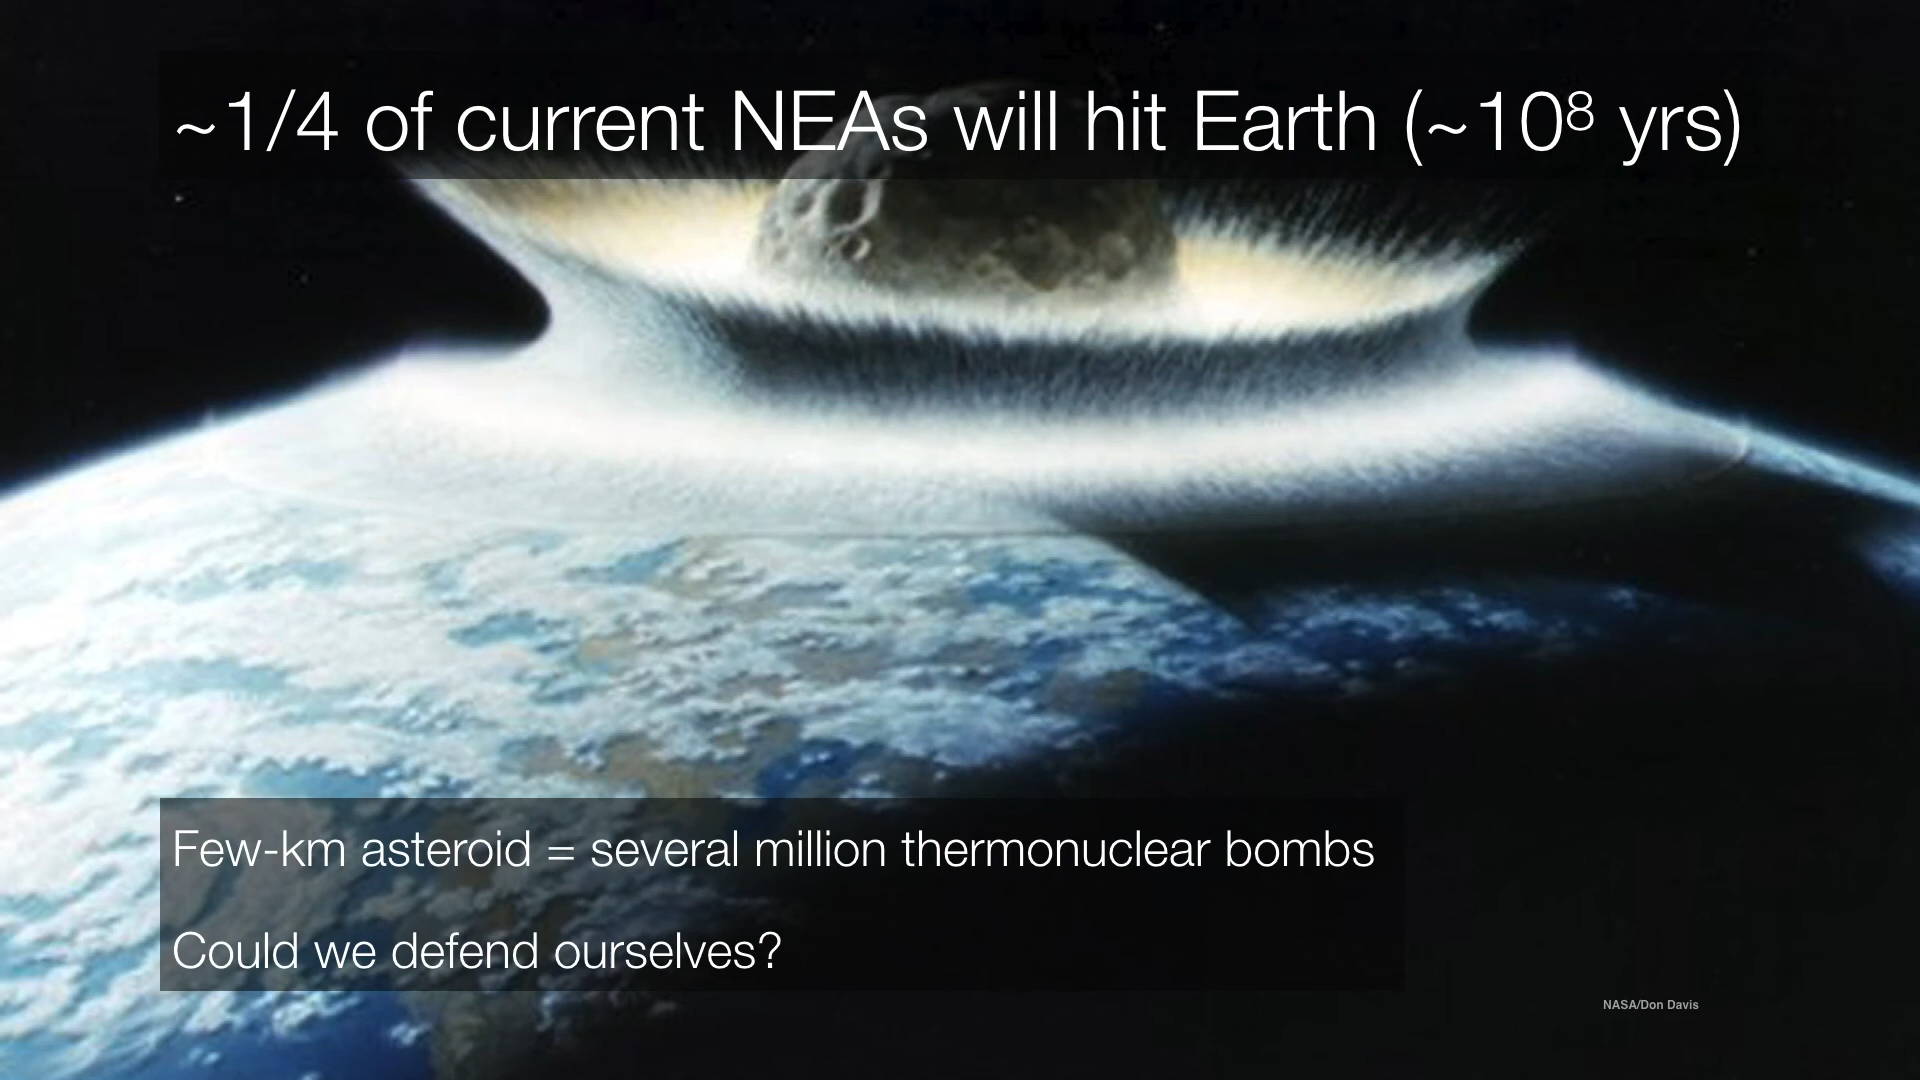 ~1/4 of current NEAs will hit Earth (~10⁸ yrs)
Few-km asteroid = several million thermonuclear bombs
Could we defend ourselves?
NASA/Don Davis